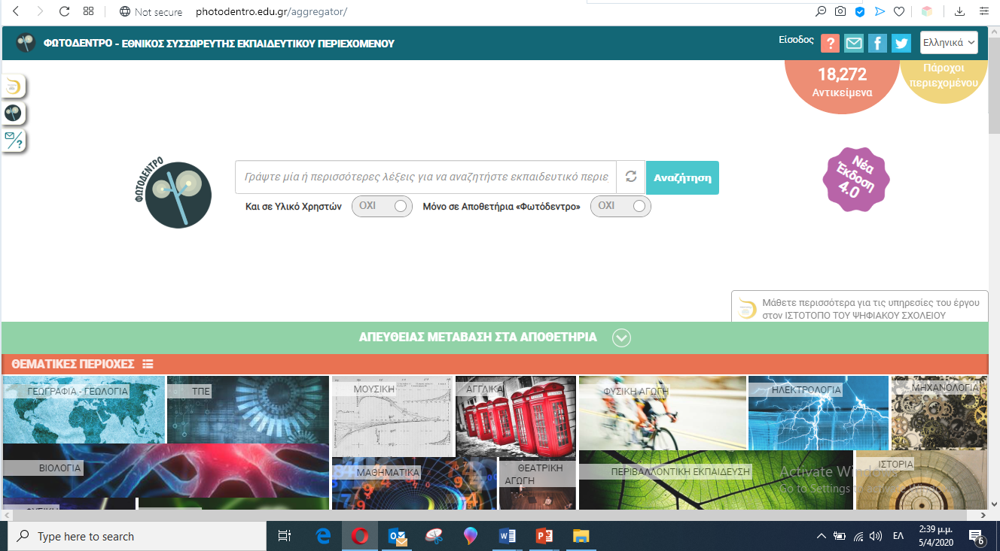 Not secure
photodentro.edu.gr/aggregator/
ΦΩΤΟΔΕΝΤΡΟ - ΕΘΝΙΚΟΣ ΣΥΣΣΩΡΕΥΤΗΣ ΕΚΠΑΙΔΕΥΤΙΚΟΥ ΠΕΡΙΕΧΟΜΕΝΟΥ
Είσοδος
?
Ελληνικά
18,272
Αντικείμενα
Πάροχοι
περιεχομένου
ΦΩΤΟΔΕΝΤΡΟ
Γράψτε μία ή περισσότερες λέξεις για να αναζητήστε εκπαιδευτικό περιε
Αναζήτηση
Και σε Υλικό Χρηστών ΟΧΙ Μόνο σε Αποθετήρια «Φωτόδεντρο» ΟΧΙ
Νέα
Έκδοση
4.0
Μάθετε περισσότερα για τις υπηρεσίες του έργου
στον ΙΣΤΟΤΟΠΟ ΤΟΥ ΨΗΦΙΑΚΟΥ ΣΧΟΛΕΙΟΥ
ΑΠΕΥΘΕΙΑΣ ΜΕΤΑΒΑΣΗ ΣΤΑ ΑΠΟΘΕΤΗΡΙΑ
ΘΕΜΑΤΙΚΕΣ ΠΕΡΙΟΧΕΣ
ΓΕΩΓΡΑΦΙΑ - ΓΕΩΛΟΓΙΑ
ΤΠΕ
ΜΟΥΣΙΚΗ
ΑΓΓΛΙΚΑ
ΦΥΣΙΚΗ ΑΓΩΓΗ
ΗΛΕΚΤΡΟΛΟΓΙΑ
ΜΗΧΑΝΟΛΟΓΙΑ
ΒΙΟΛΟΓΙΑ
ΜΑΘΗΜΑΤΙΚΑ
ΘΕΑΤΡΙΚΗ
ΑΓΩΓΗ
ΠΕΡΙΒΑΛΛΟΝΤΙΚΗ ΕΚΠΑΙΔΕΥΣΗ
ΙΣΤΟΡΙΑ
ΦΥΣΙΚΗ
Activate Windows
Go to Settings to activate Windows.
Type here to search
ΕΛ
2:39 μ.μ.
5/4/2020
6